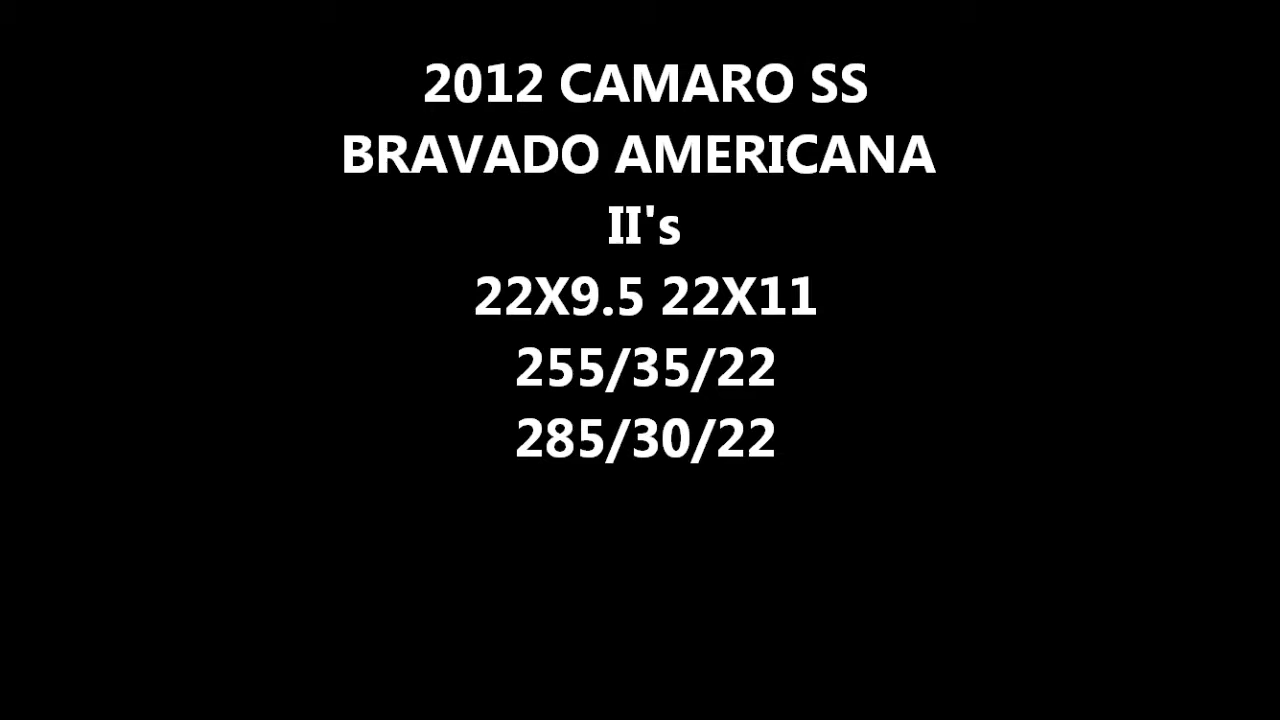 2012 CAMARO SS
BRAVADO AMERICANA
II's
22X9.5 22X11
255/35/22
285/30/22